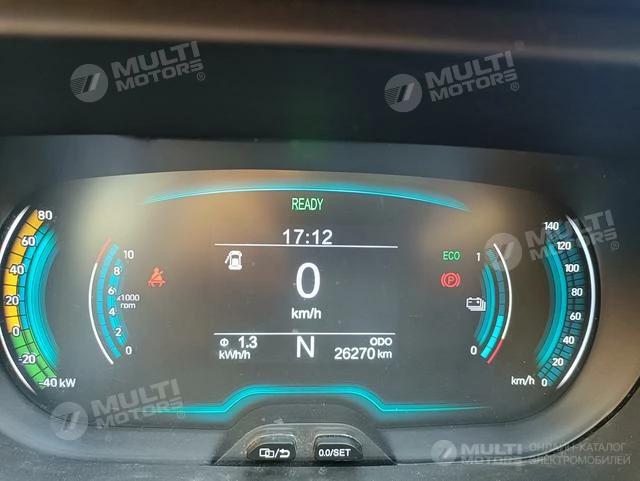 MULTI
MOTORS®
MULTI
MOTORS®
READY
17:12
80
60
40
20
0
-20
-40 kW
10
8
6
x1000
rpm
4
2
0
0
km/h
1.3
kWh/h
N
ODO
26270 km
ECO
1
P
0
140
120
100
80
60
40
20
0
km/h
MULTI
MOTORS®
MULTI
MOTORS®
/
0.0/SET
MULTI
MOTORS
ОНЛАЙН-КАТАЛОГ
ЭЛЕКТРОМОБИЛЕЙ